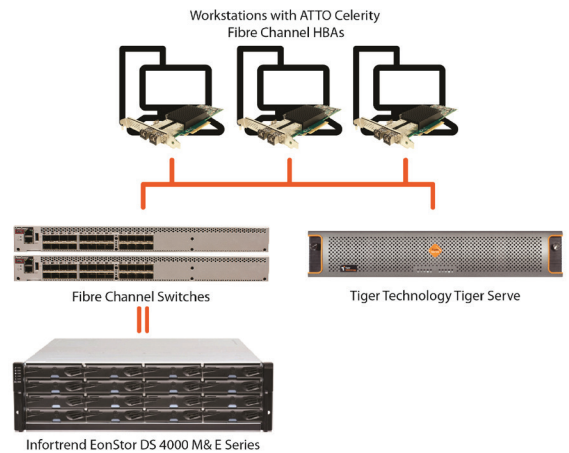 Workstations with ATTO Celerity
Fibre Channel HBAs
Fibre Channel Switches
Tiger Technology Tiger Serve
Infortrend EonStor DS 4000 M& E Series